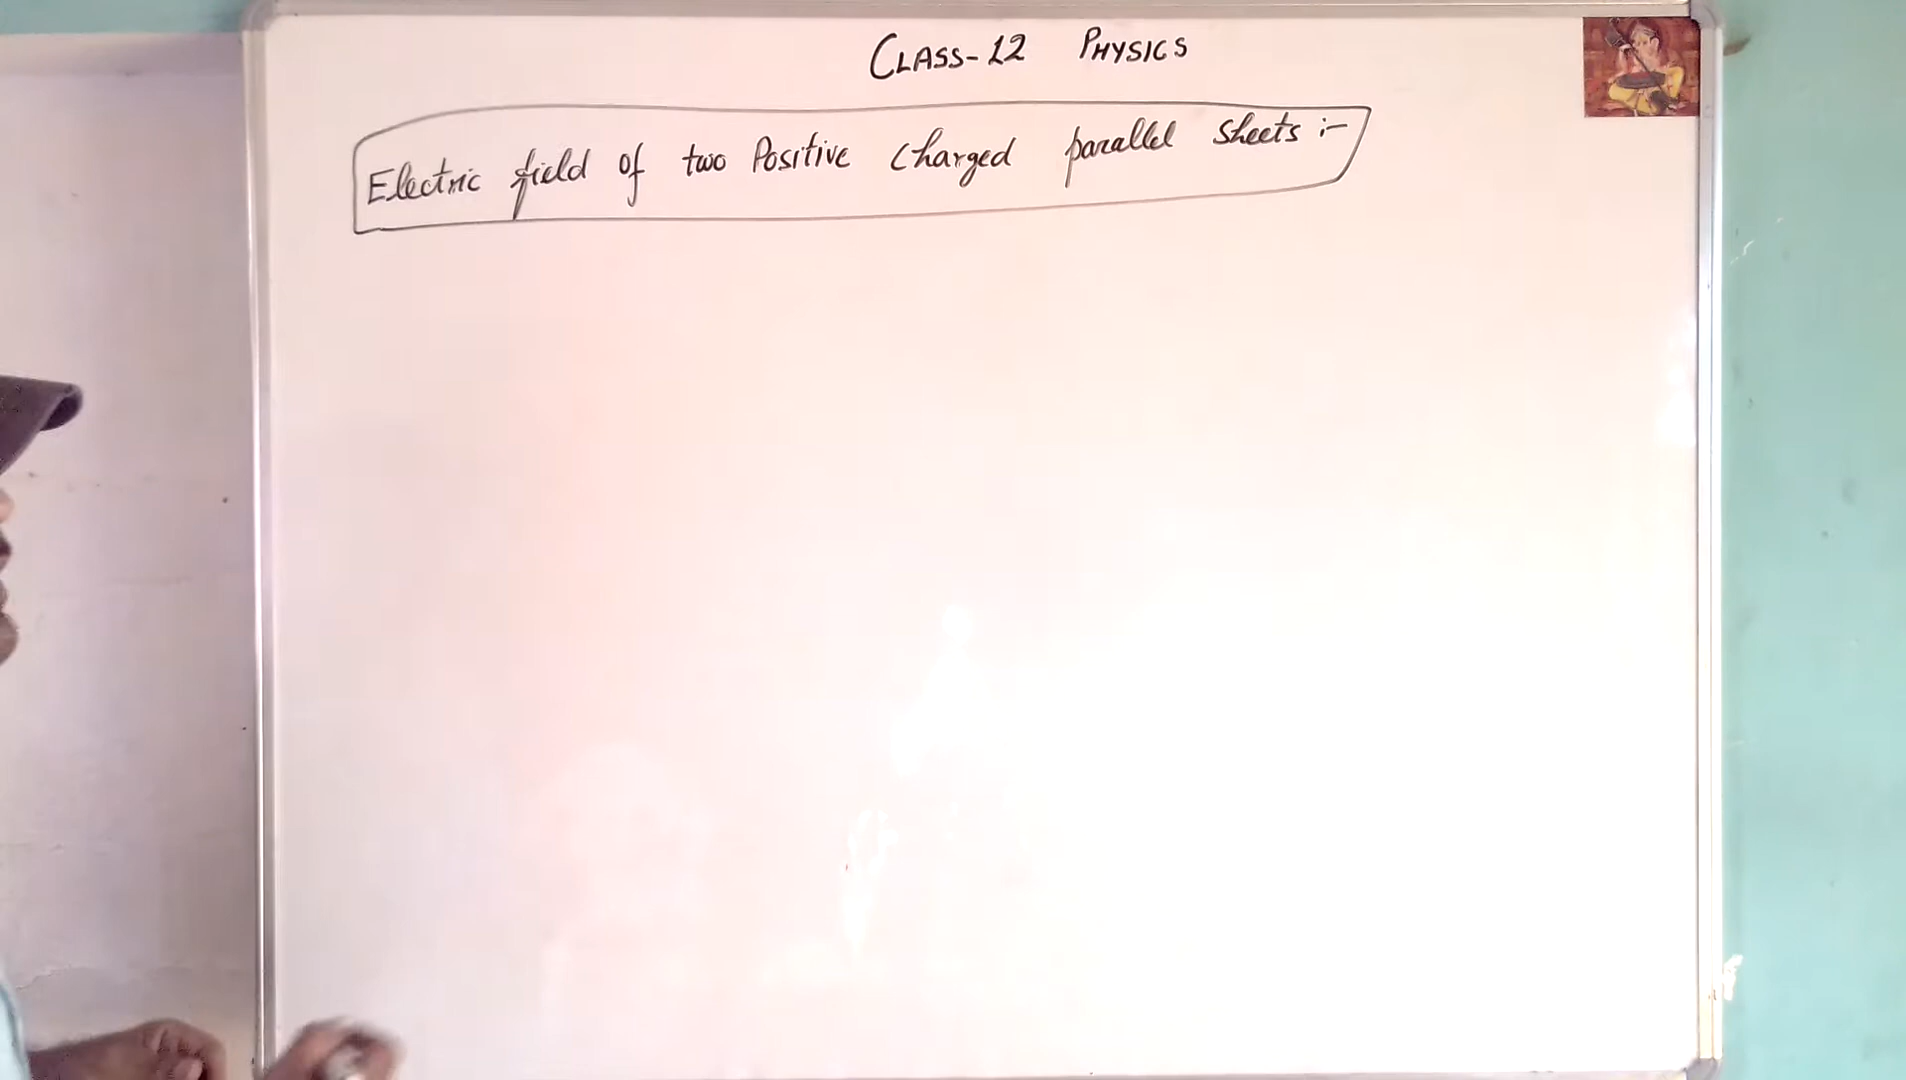 CLASS-12 PHYSICS
Electric field of two Positive Charged parallel sheets :-